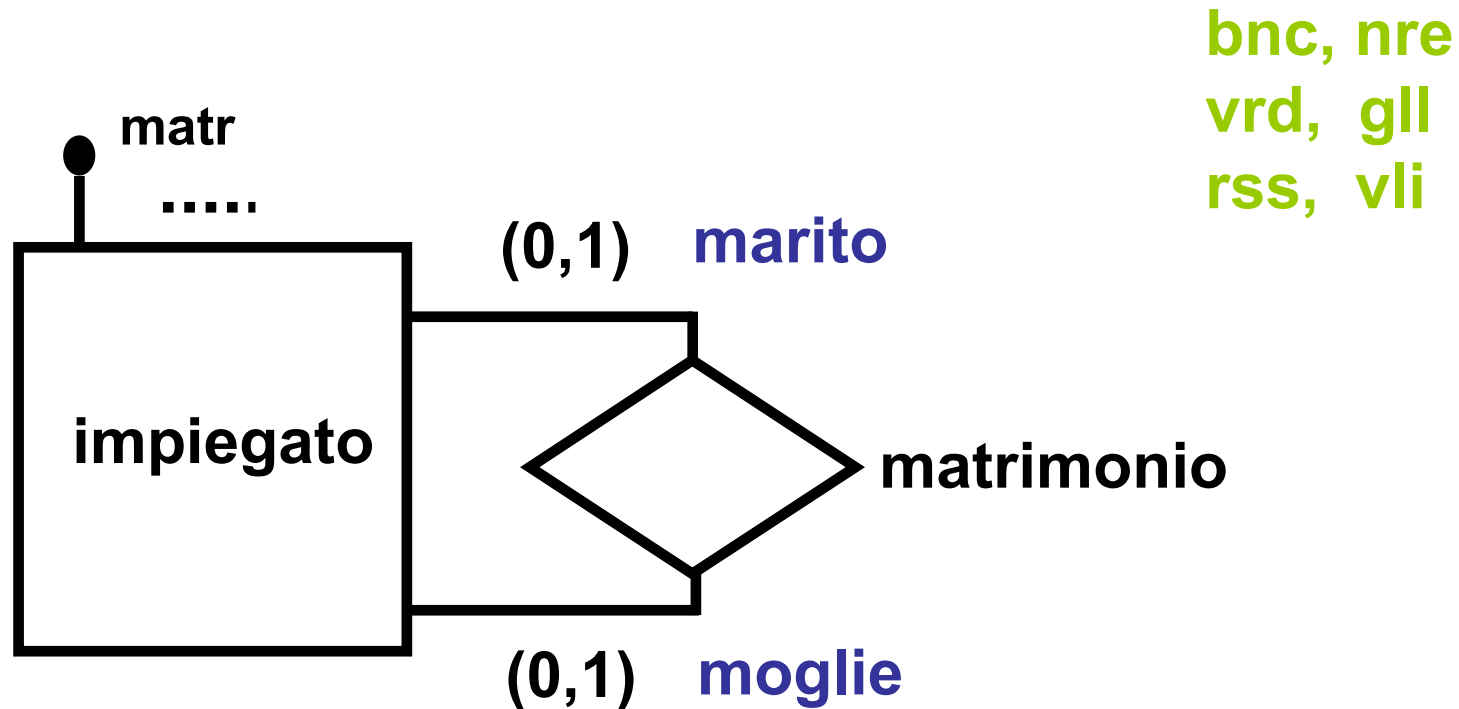 bnc, nre
vrd, gll
rss, vli
matr
.....
(0,1) marito
impiegato
matrimonio
(0,1) moglie